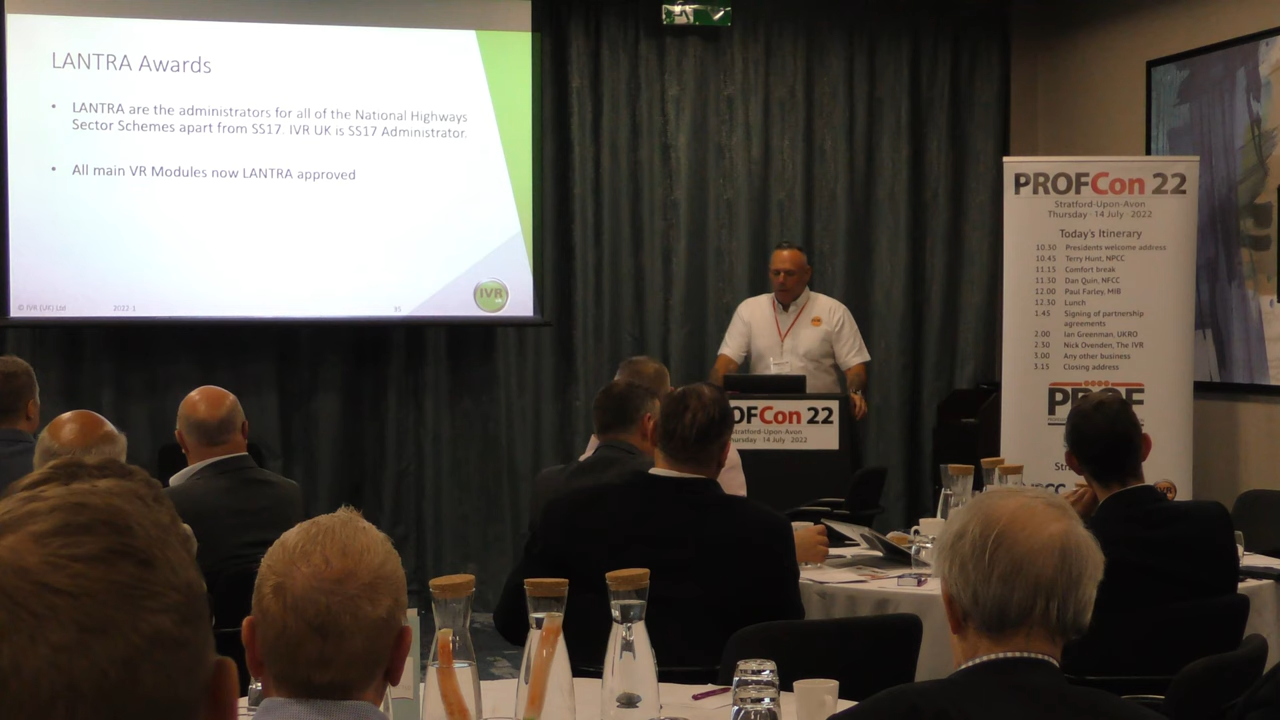 LANTRA Awards
• LANTRA are the administrators for all of the National Highways
Sector Schemes apart from SS17. IVR UK is SS17 Administrator.
• All main VR Modules now LANTRA approved
© IVR (UK) Ltd 2022-1 35
IVR
UK
PROFCon 22
Stratford-Upon-Avon
Thursday · 14 July · 2022
Today's Itinerary
10.30 Presidents welcome address
10.45 Terry Hunt, NPCC
11.15 Comfort break
11.30 Dan Quin, NFCC
12.00 Paul Farley, MIB
12.30 Lunch
1.45 Signing of partnership
agreements
2.00 Ian Greenman, UKRO
2.30 Nick Ovenden, The IVR
3.00 Any other business
3.15 Closing address
PROF
OFCon 22
Stratford-Upon-Avon
Thursday · 14 July · 2022